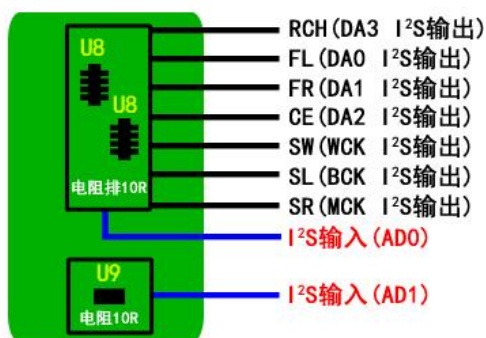 U8
U8
电阻排10R
U9
电阻10R
RCH(DA3 I²S输出)
FL(DA0 I²S输出)
FR(DA1 I²S输出)
CE(DA2 I²S输出)
SW(WCK I²S输出)
SL(BCK I²S输出)
SR(MCK I²S输出)
I²S输入(AD0)
I²S输入(AD1)